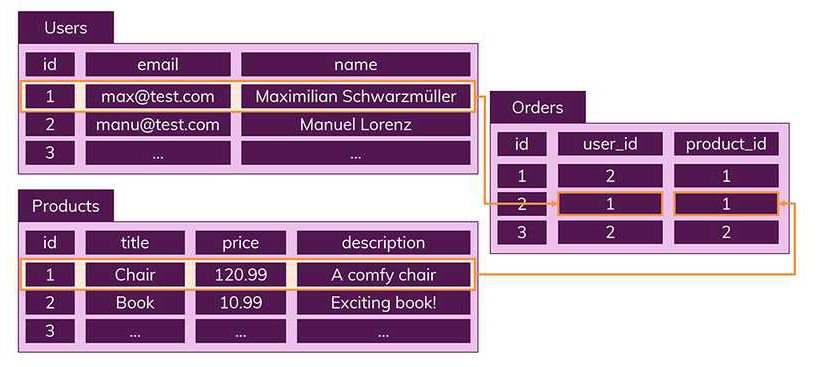 Users
id email name
1 max@test.com Maximilian Schwarzmüller
2 manu@test.com Manuel Lorenz
3 ... ...
Orders
id user_id product_id
1 2 1
2 1 1
3 2 2
Products
id title price description
1 Chair 120.99 A comfy chair
2 Book 10.99 Exciting book!
3 ... ... ...